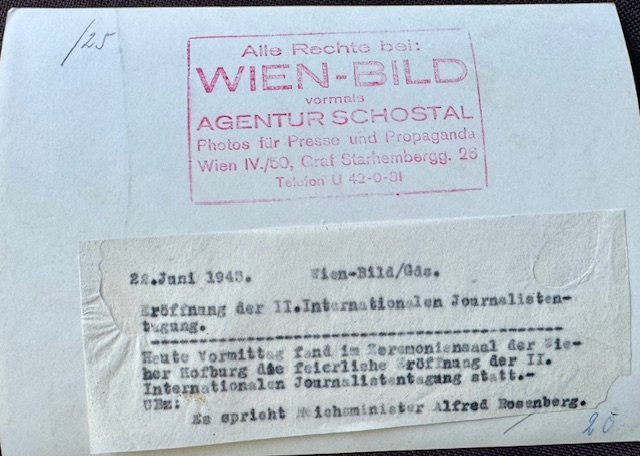 /25
Alle Rechte bei:
WIEN-BILD
vormals
AGENTUR SCHOSTAL
Photos für Presse und Propaganda
Wien IV./50, Graf Starhembergg. 26
Telefon U 42-0-81
22.Juni 1943. Wien-Bild/Gds.
Eröffnung der II.Internationalen Journalisten-
tagung.
Heute Vormittag fand im Zeremoniensaal der Wie-
ner Hofburg die feierliche Eröffnung der II.
Internationalen Journalistentagung statt.-
UBz:
Es spricht Reichsminister Alfred Rosenberg.
25